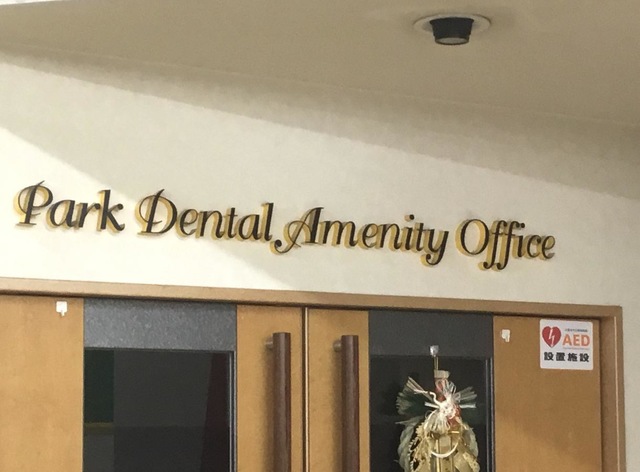 Park Dental Amenity Office
AED
設置施設